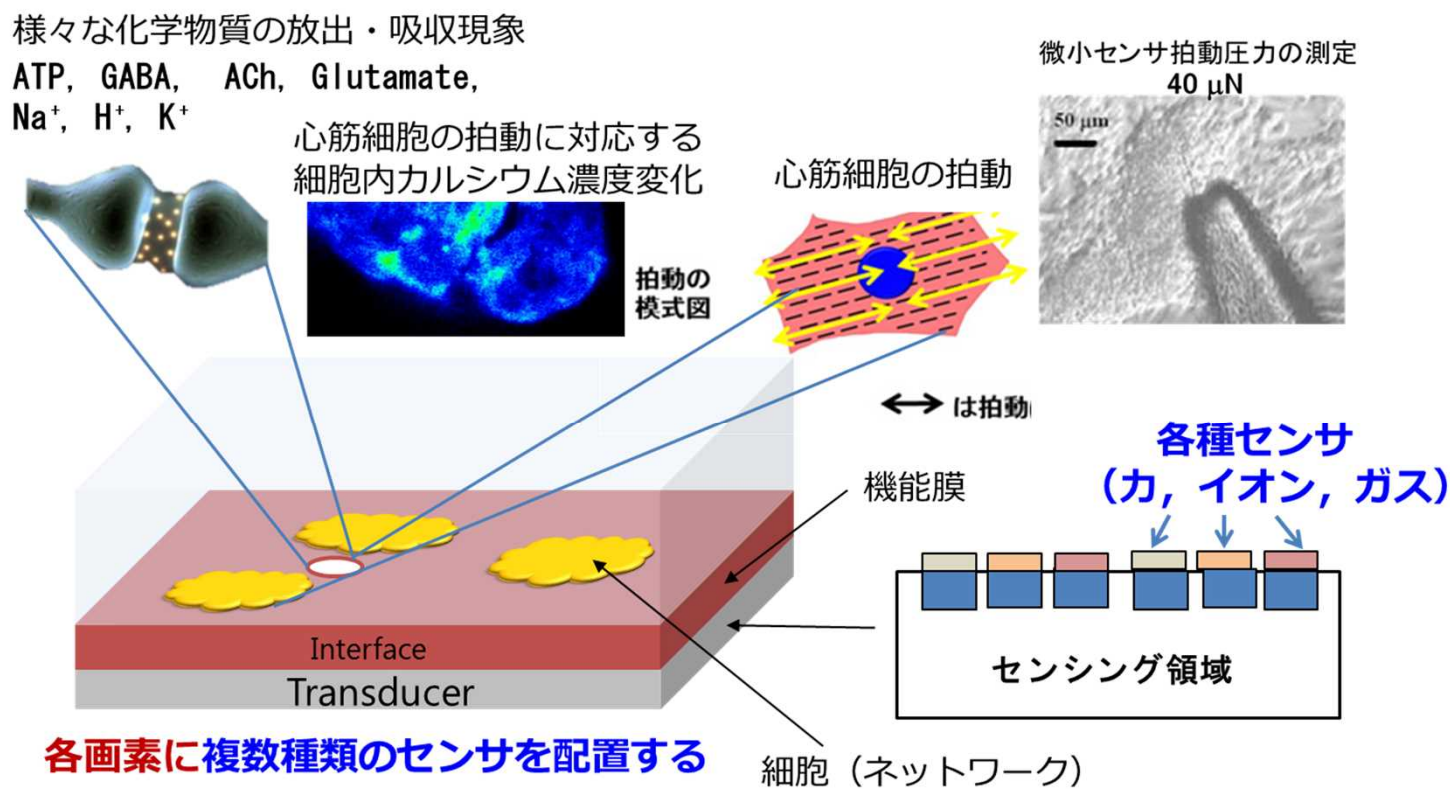 様々な化学物質の放出・吸収現象
ATP, GABA, ACh, Glutamate,
Na⁺, H⁺, K⁺
心筋細胞の拍動に対応する
細胞内カルシウム濃度変化
心筋細胞の拍動
微小センサ拍動圧力の測定
40 μN
50 μm
拍動の
模式図
は拍動
機能膜
各種センサ
(力, イオン, ガス)
Interface
Transducer
センシング領域
各画素に複数種類のセンサを配置する
細胞（ネットワーク）